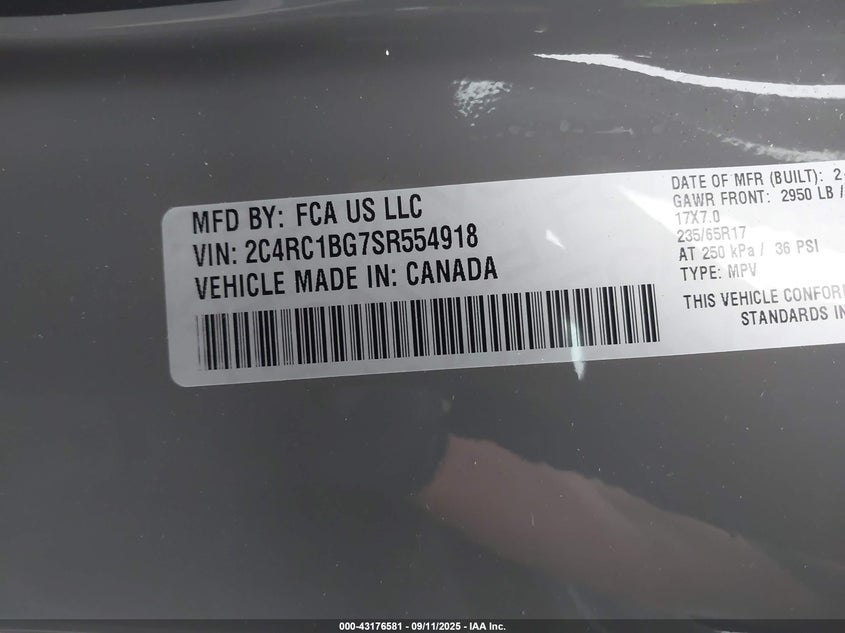 MFD BY: FCA US LLC
VIN: 2C4RC1BG7SR554918
VEHICLE MADE IN: CANADA
DATE OF MFR (BUILT): 2-
GAWR FRONT: 2950 LB /
17X7.0
235/65R17
AT 250 kPa / 36 PSI
TYPE: MPV
THIS VEHICLE CONFOR
STANDARDS IN
000-43176581 - 09/11/2025 - IAA Inc.